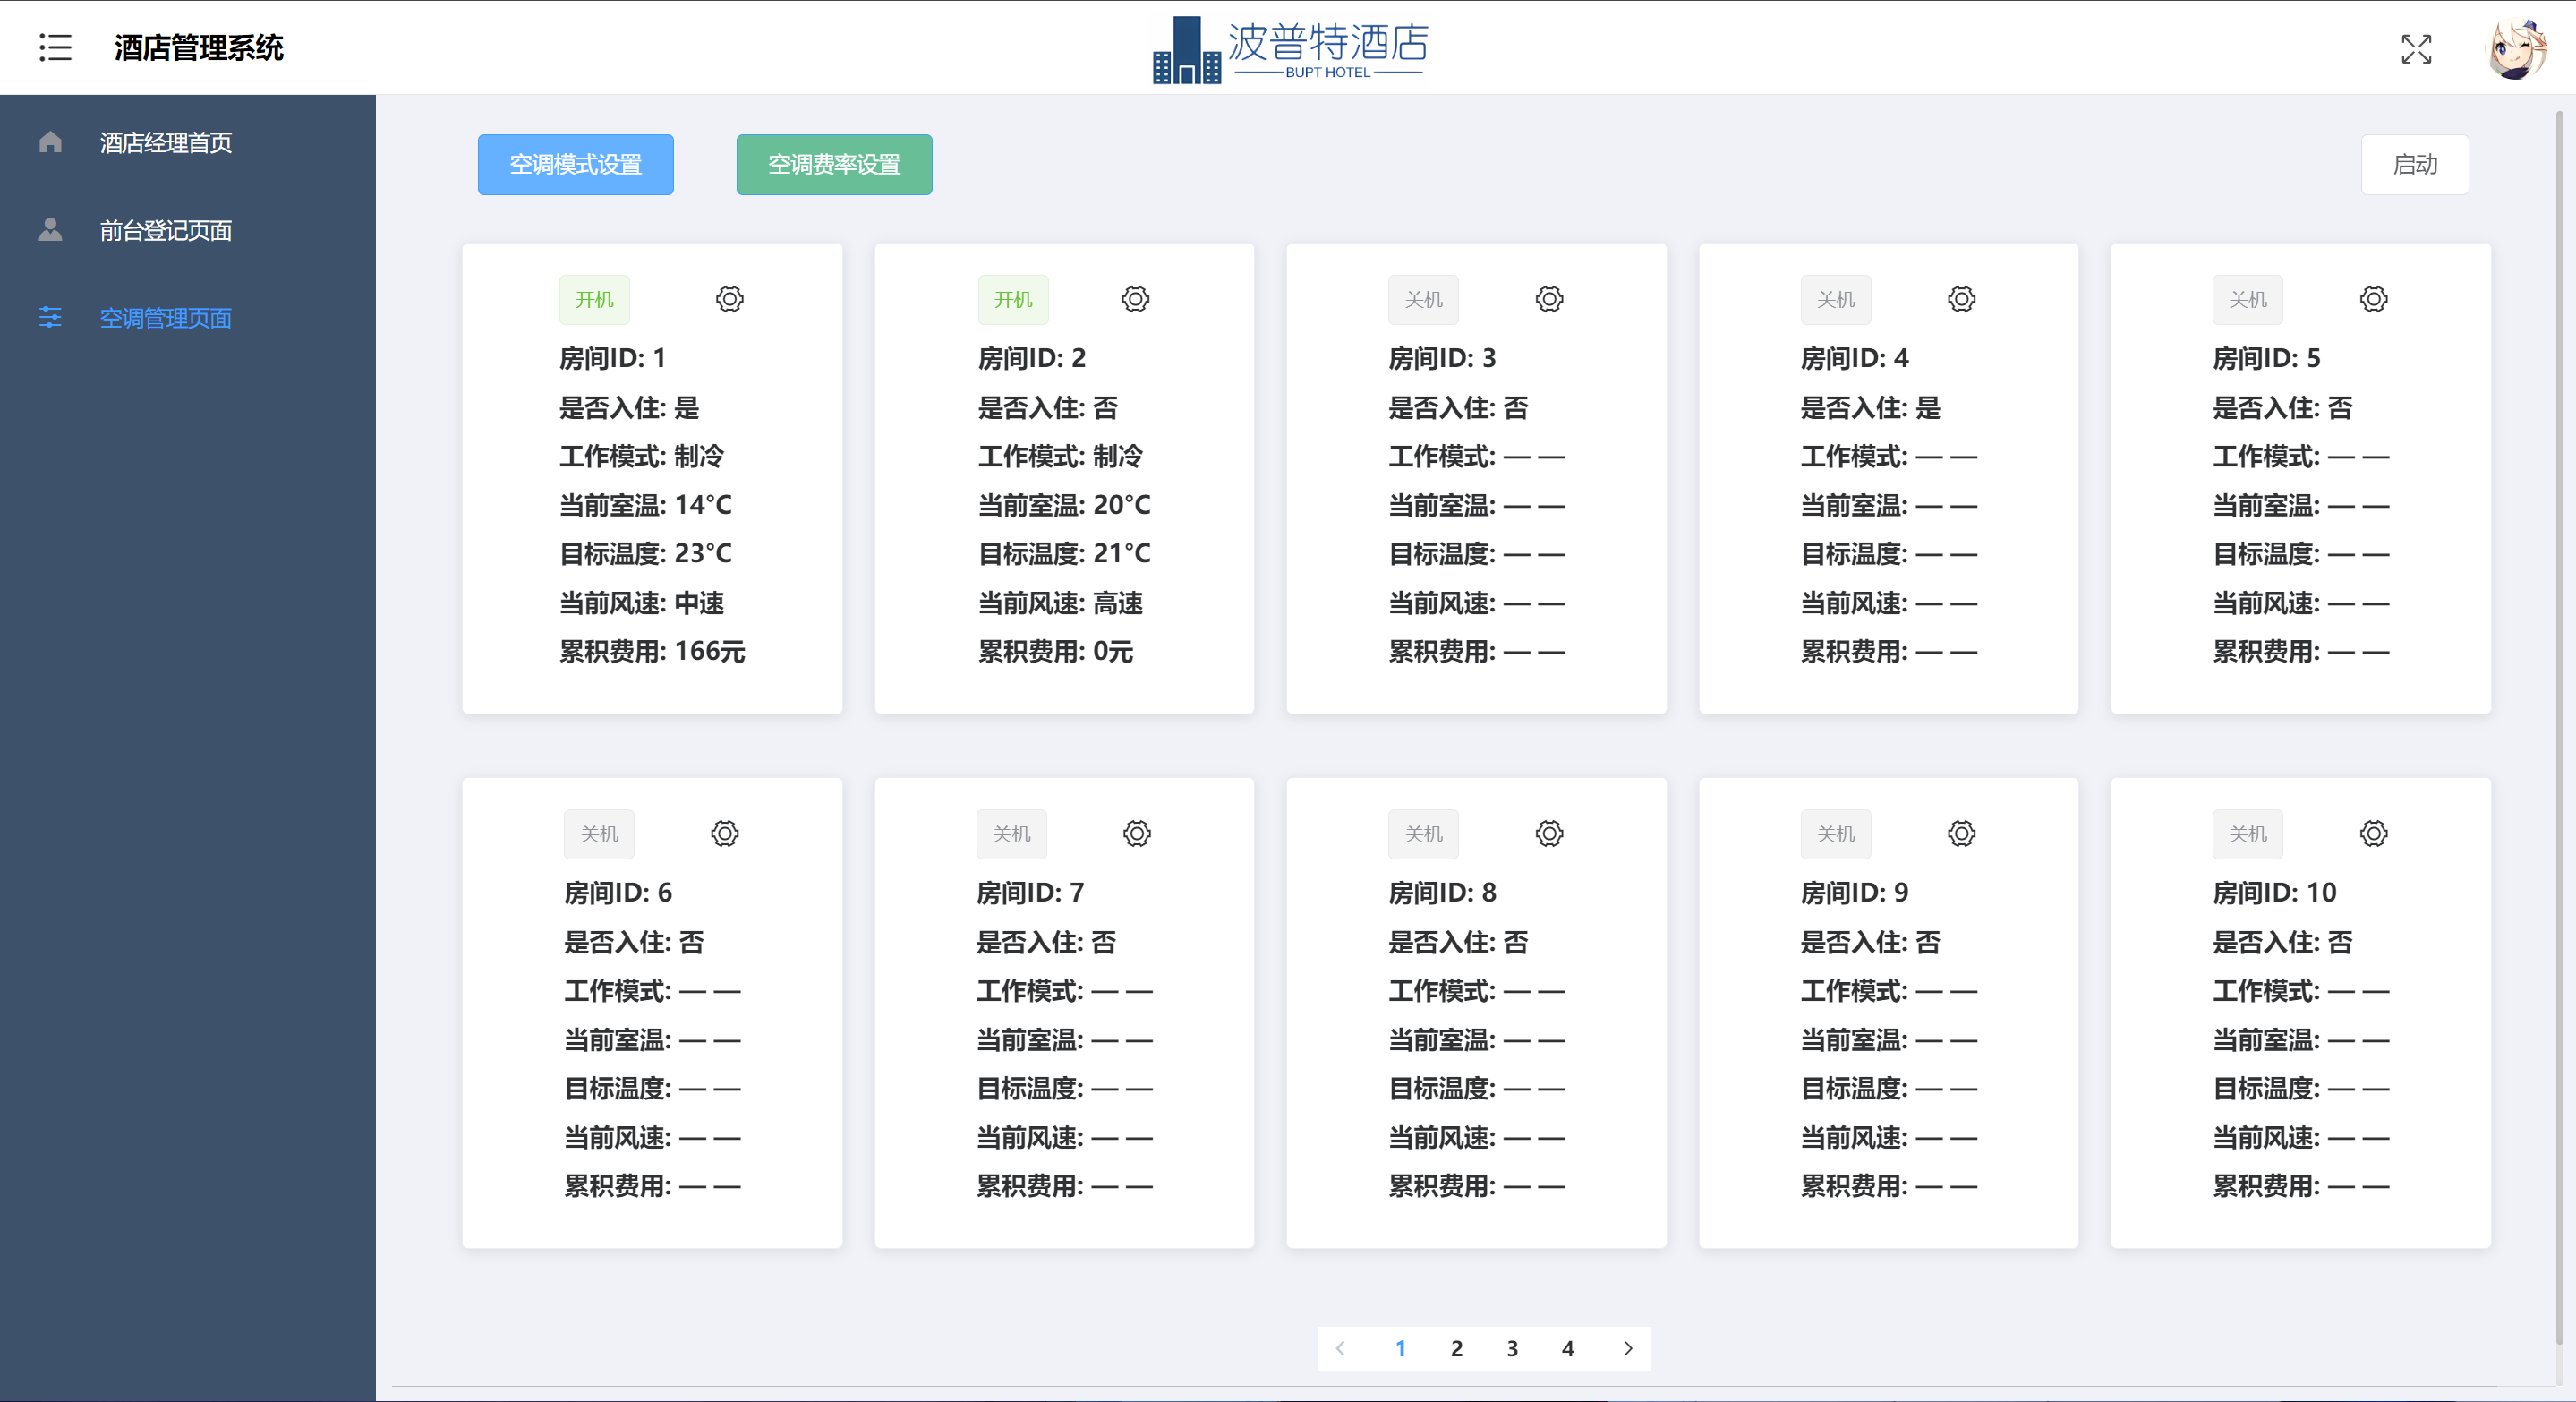 酒店管理系统
波普特酒店
BUPT HOTEL
酒店经理首页
前台登记页面
空调管理页面
空调模式设置
空调费率设置
启动
开机
房间ID: 1
是否入住: 是
工作模式: 制冷
当前室温: 14°C
目标温度: 23°C
当前风速: 中速
累积费用: 166元
开机
房间ID: 2
是否入住: 否
工作模式: 制冷
当前室温: 20°C
目标温度: 21°C
当前风速: 高速
累积费用: 0元
关机
房间ID: 3
是否入住: 否
工作模式: — —
当前室温: — —
目标温度: — —
当前风速: — —
累积费用: — —
关机
房间ID: 4
是否入住: 是
工作模式: — —
当前室温: — —
目标温度: — —
当前风速: — —
累积费用: — —
关机
房间ID: 5
是否入住: 否
工作模式: — —
当前室温: — —
目标温度: — —
当前风速: — —
累积费用: — —
关机
房间ID: 6
是否入住: 否
工作模式: — —
当前室温: — —
目标温度: — —
当前风速: — —
累积费用: — —
关机
房间ID: 7
是否入住: 否
工作模式: — —
当前室温: — —
目标温度: — —
当前风速: — —
累积费用: — —
关机
房间ID: 8
是否入住: 否
工作模式: — —
当前室温: — —
目标温度: — —
当前风速: — —
累积费用: — —
关机
房间ID: 9
是否入住: 否
工作模式: — —
当前室温: — —
目标温度: — —
当前风速: — —
累积费用: — —
关机
房间ID: 10
是否入住: 否
工作模式: — —
当前室温: — —
目标温度: — —
当前风速: — —
累积费用: — —
1 2 3 4